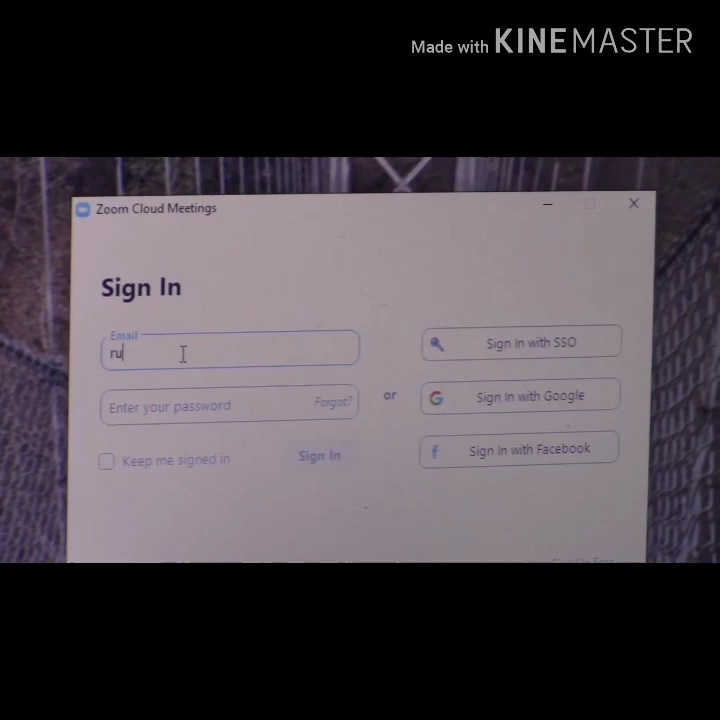 Made with KINEMASTER
Zoom Cloud Meetings
Sign In
Email
ru
Enter your password
Forgot?
Keep me signed in
Sign In
or
Sign In with SSO
Sign In with Google
Sign In with Facebook